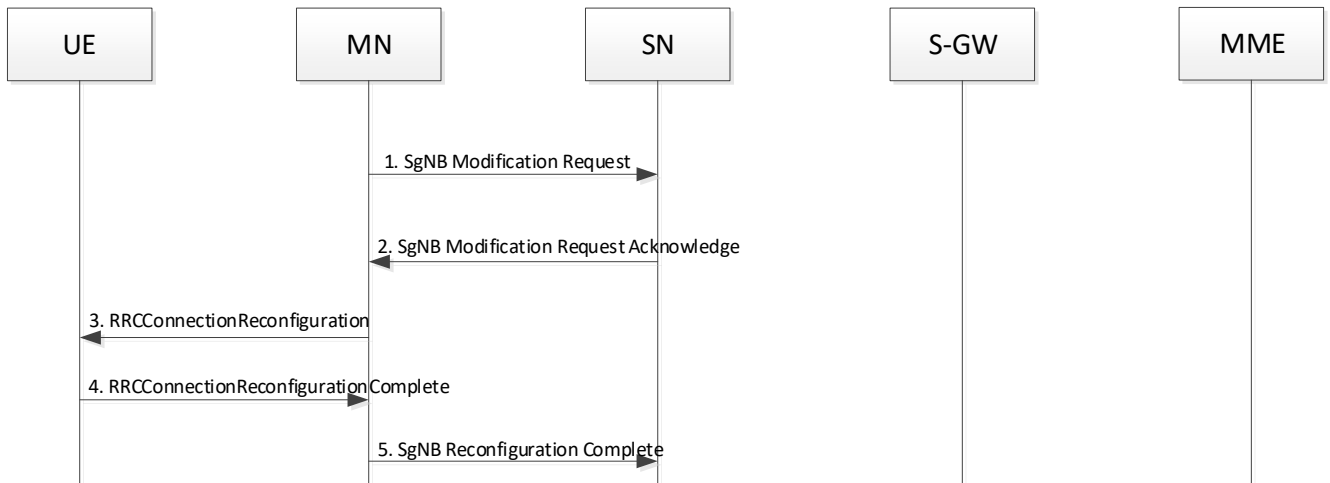 UE
MN
SN
S-GW
MME
1. SgNB Modification Request
2. SgNB Modification Request Acknowledge
3. RRCConnectionReconfiguration
4. RRCConnectionReconfigurationComplete
5. SgNB Reconfiguration Complete